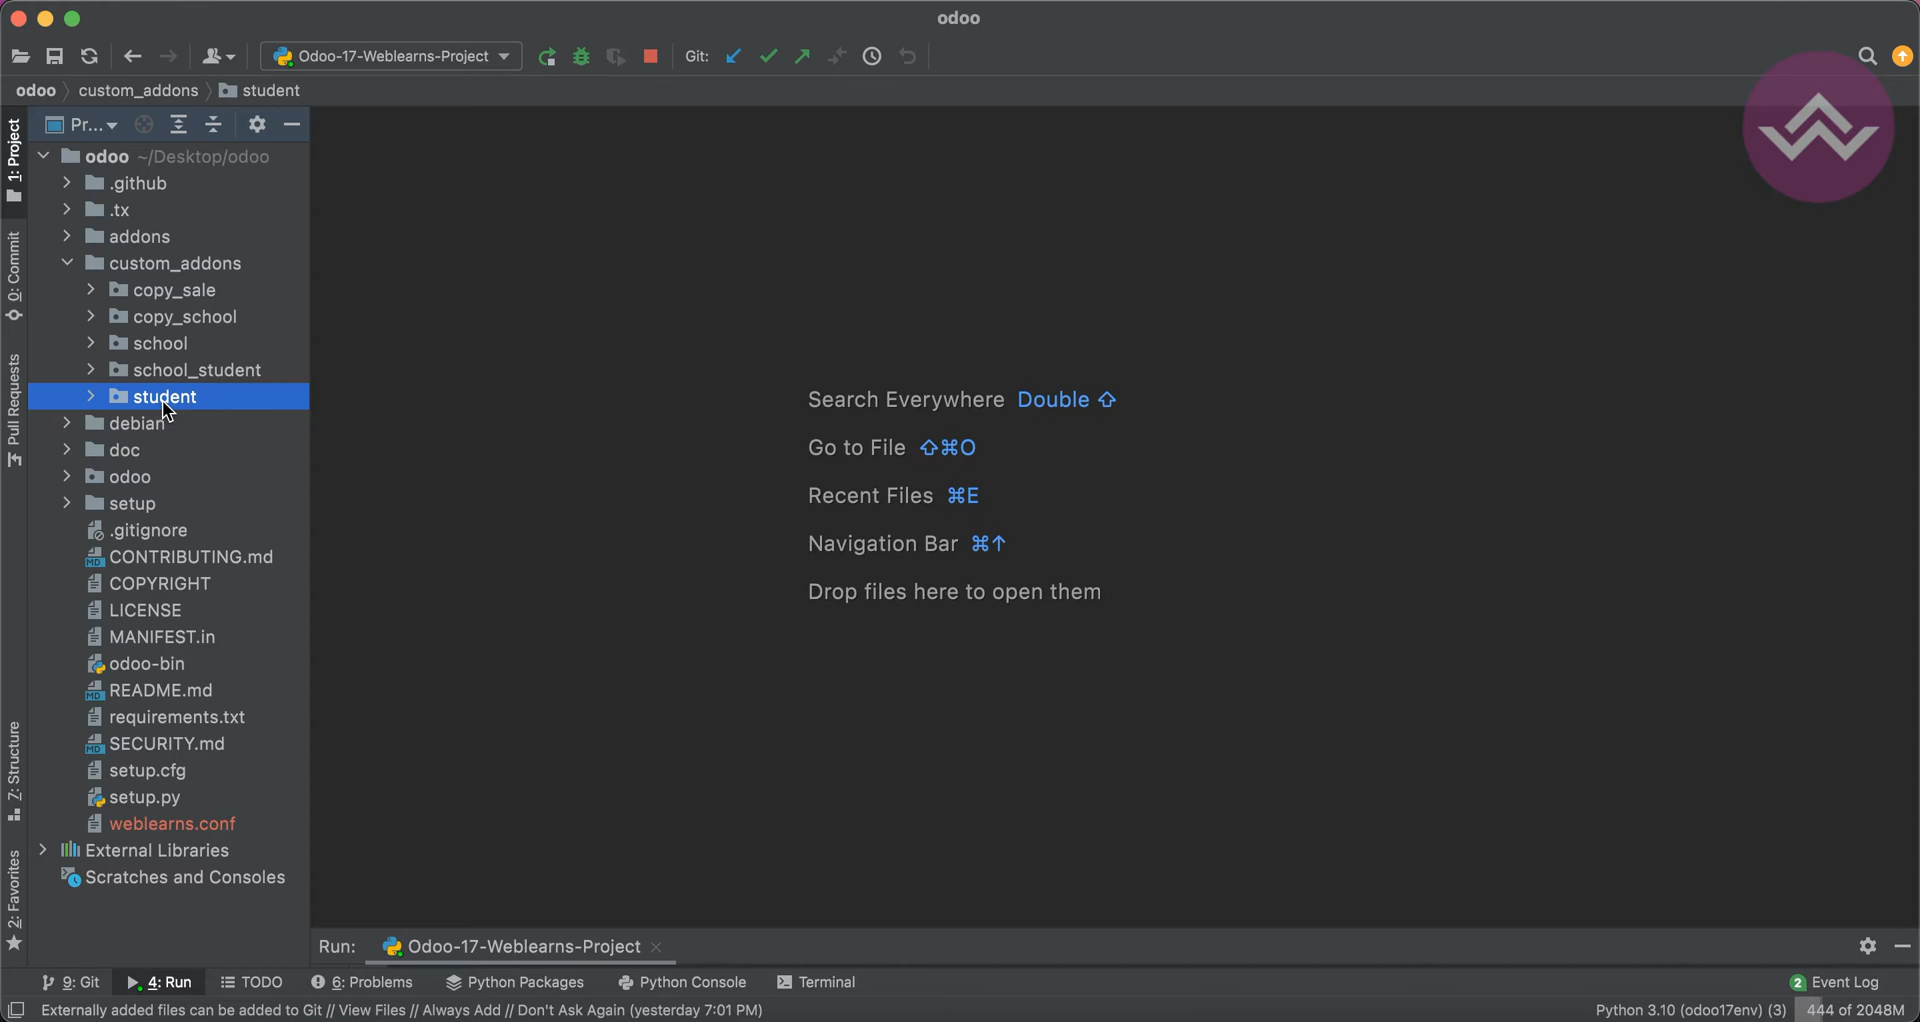 odoo
Odoo-17-Weblearns-Project
Git:
odoo custom_addons student
1: Project
0: Commit
Pull Requests
Z: Structure
2: Favorites
Pr...
odoo ~/Desktop/odoo
.github
.tx
addons
custom_addons
copy_sale
copy_school
school
school_student
student
debian
doc
odoo
setup
.gitignore
CONTRIBUTING.md
COPYRIGHT
LICENSE
MANIFEST.in
odoo-bin
README.md
requirements.txt
SECURITY.md
setup.cfg
setup.py
weblearns.conf
External Libraries
Scratches and Consoles
Search Everywhere Double ⇧
Go to File ⇧⌘O
Recent Files ⌘E
Navigation Bar ⌘↑
Drop files here to open them
Run: Odoo-17-Weblearns-Project
9: Git 4: Run TODO 6: Problems Python Packages Python Console Terminal 2 Event Log
Externally added files can be added to Git // View Files // Always Add // Don't Ask Again (yesterday 7:01 PM) Python 3.10 (odoo17env) (3) 444 of 2048M